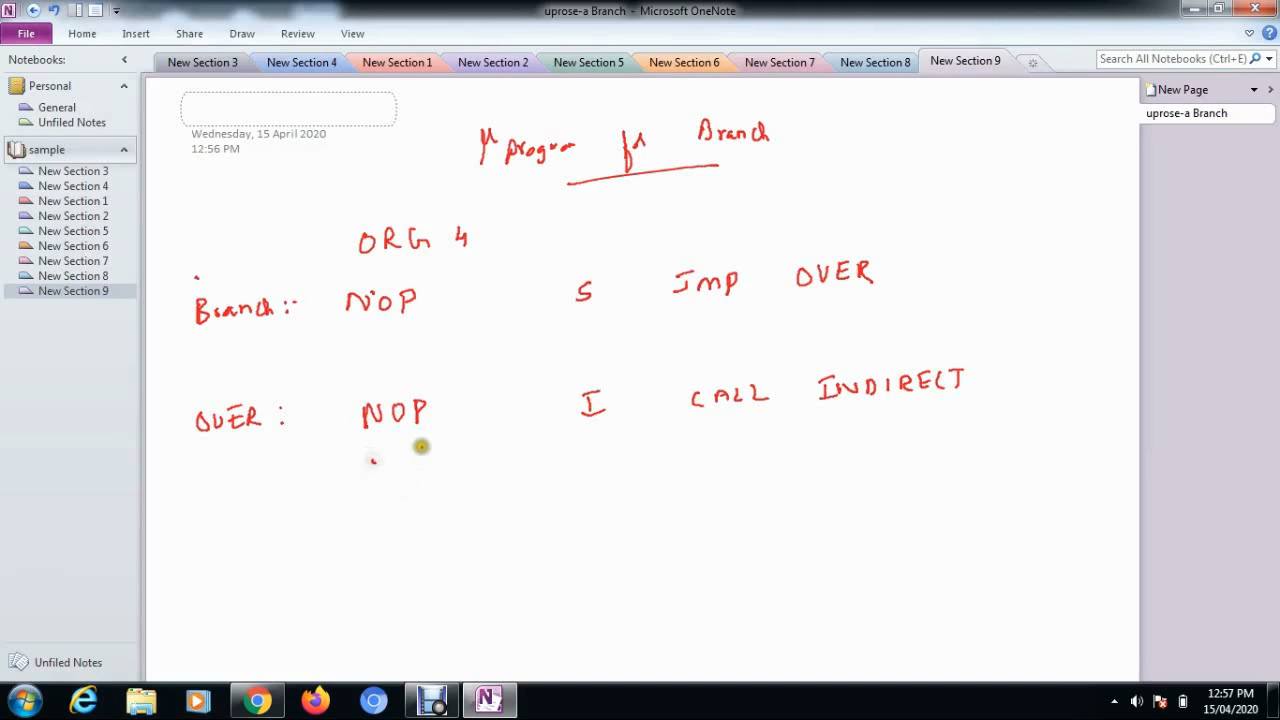 uprose-a Branch - Microsoft OneNote
File Home Insert Share Draw Review View
Notebooks:
New Section 3 New Section 4 New Section 1 New Section 2 New Section 5 New Section 6 New Section 7 New Section 8 New Section 9
Search All Notebooks (Ctrl+E)
Personal
General
Unfiled Notes
sample
New Section 3
New Section 4
New Section 1
New Section 2
New Section 5
New Section 6
New Section 7
New Section 8
New Section 9
Unfiled Notes
New Page
uprose-a Branch
Wednesday, 15 April 2020
12:56 PM
μprogram for Branch
ORG 4
Branch: NOP S JMP OVER
OVER: NOP I CALL INDIRECT
12:57 PM
15/04/2020